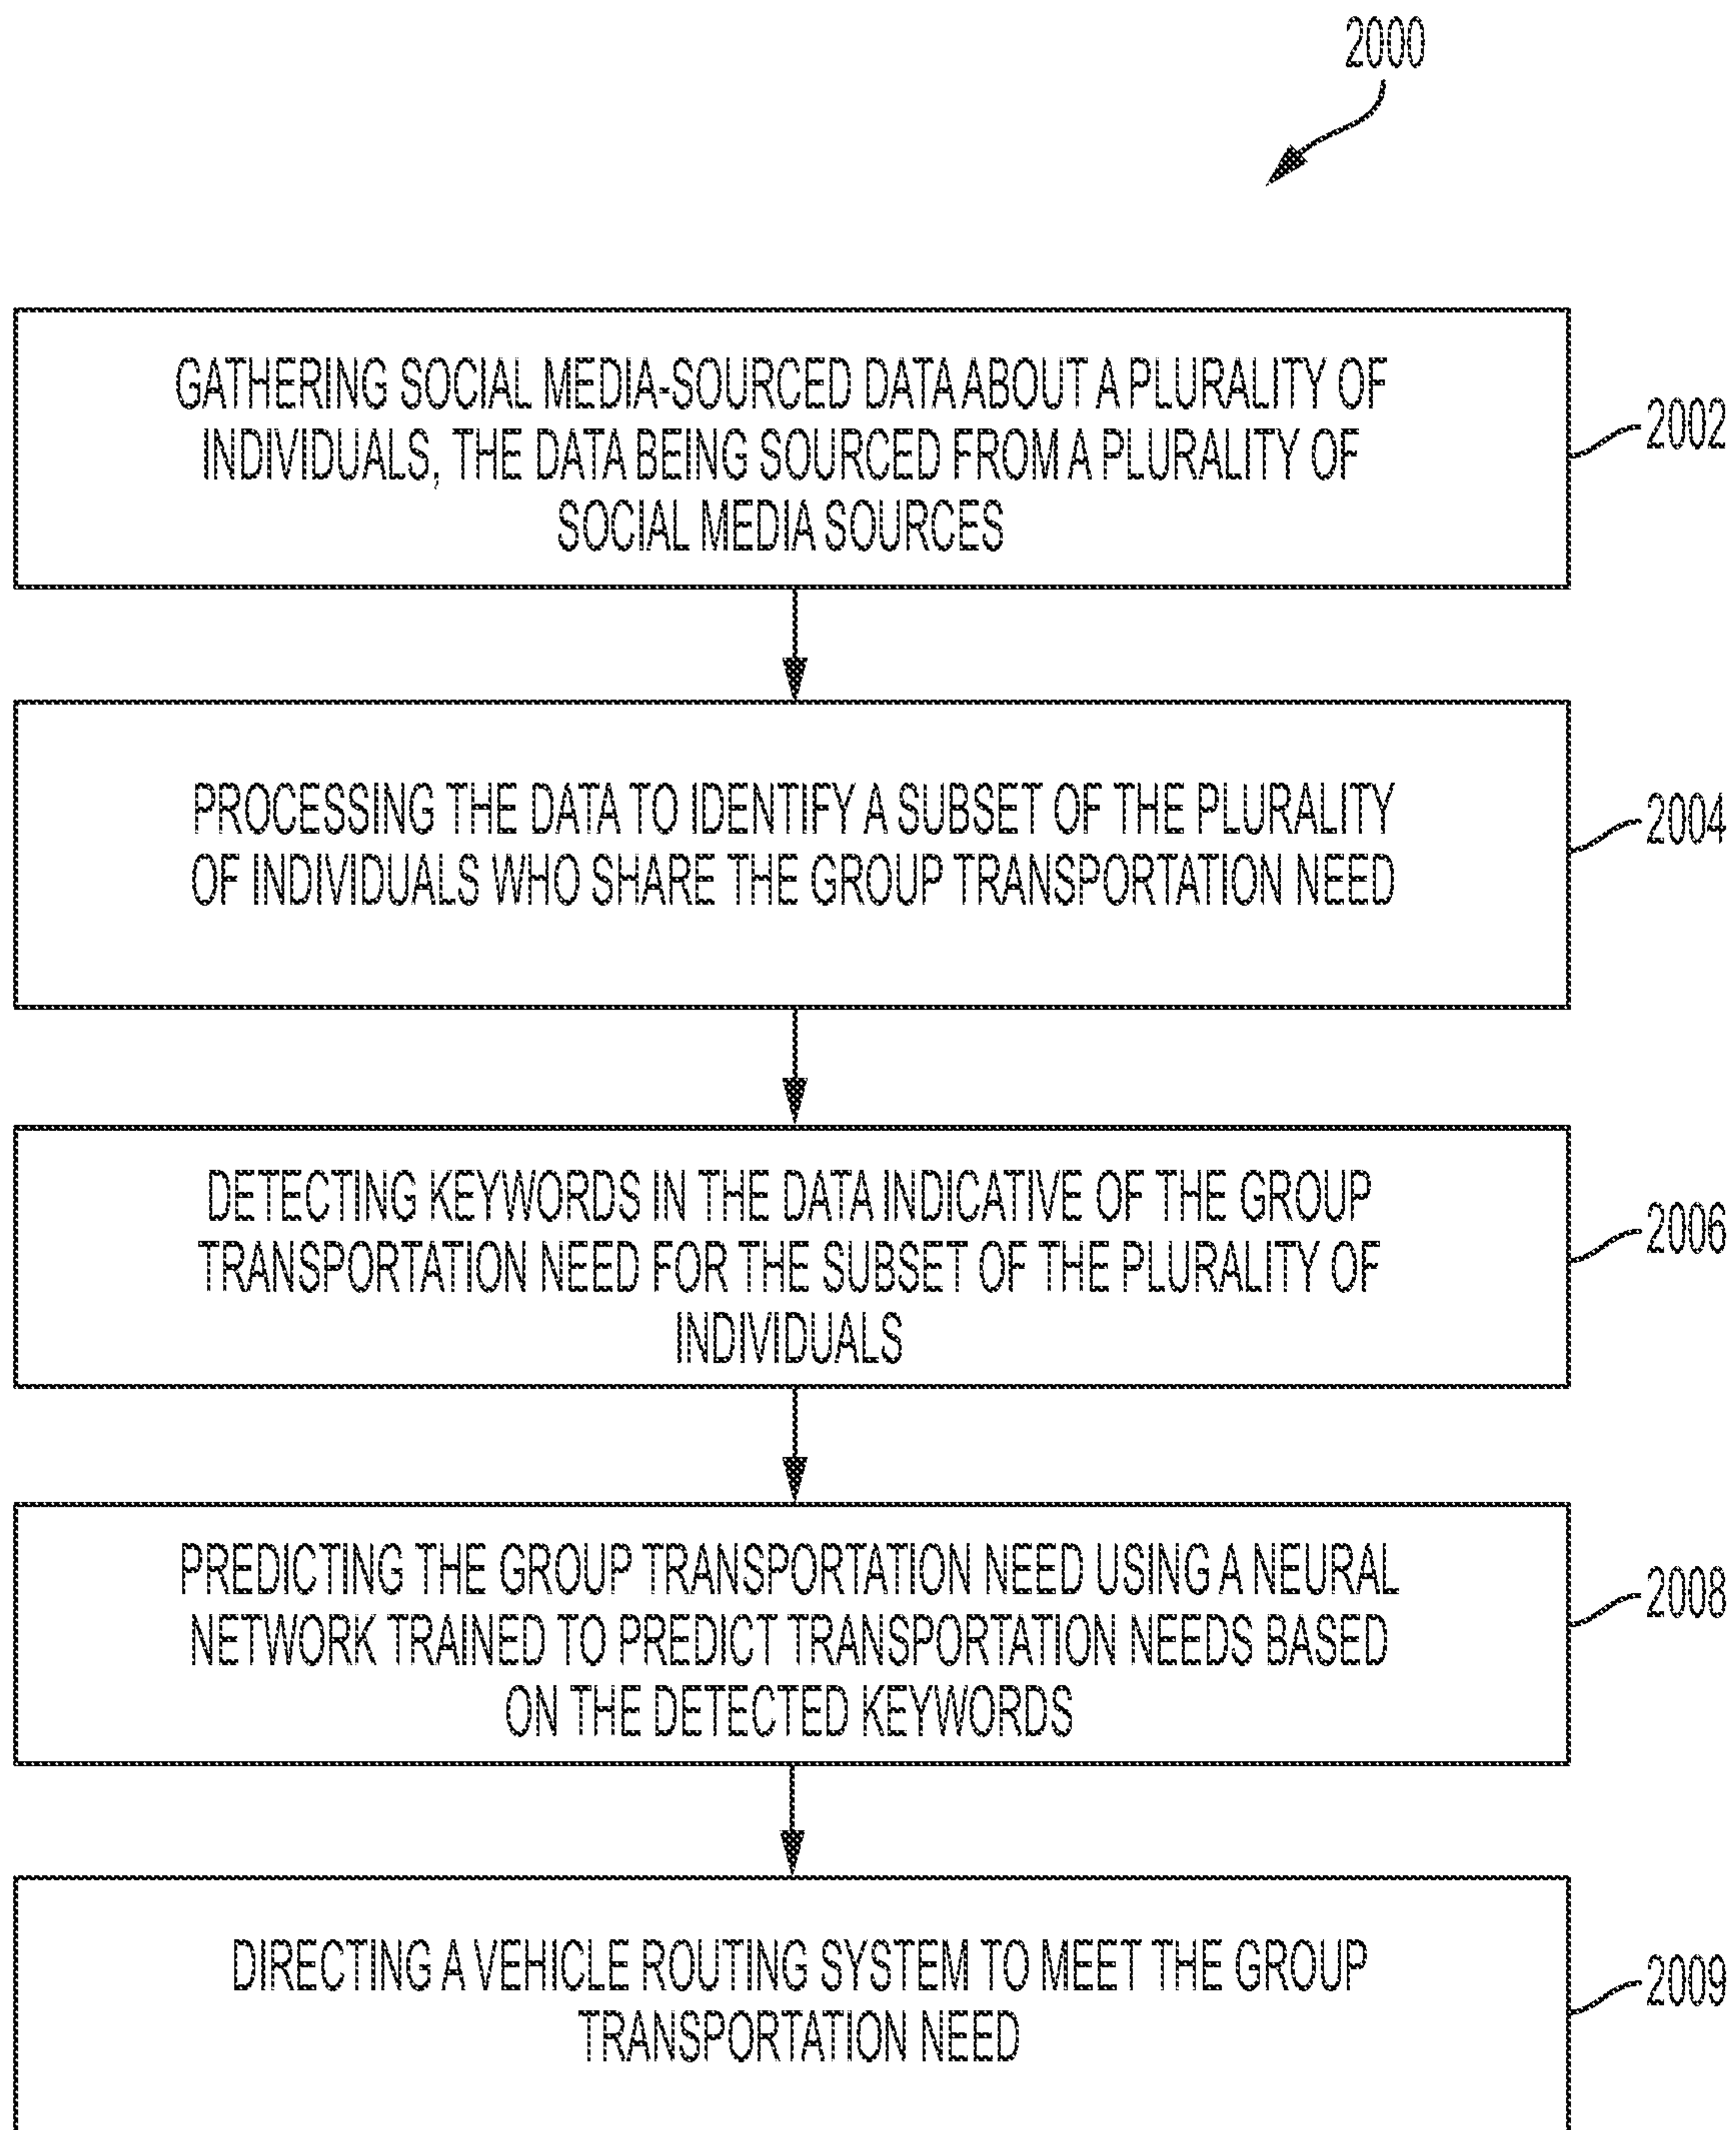 2000
GATHERING SOCIAL MEDIA-SOURCED DATA ABOUT A PLURALITY OF
INDIVIDUALS, THE DATA BEING SOURCED FROM A PLURALITY OF
SOCIAL MEDIA SOURCES
2002
PROCESSING THE DATA TO IDENTIFY A SUBSET OF THE PLURALITY
OF INDIVIDUALS WHO SHARE THE GROUP TRANSPORTATION NEED
2004
DETECTING KEYWORDS IN THE DATA INDICATIVE OF THE GROUP
TRANSPORTATION NEED FOR THE SUBSET OF THE PLURALITY OF
INDIVIDUALS
2006
PREDICTING THE GROUP TRANSPORTATION NEED USING A NEURAL
NETWORK TRAINED TO PREDICT TRANSPORTATION NEEDS BASED
ON THE DETECTED KEYWORDS
2008
DIRECTING A VEHICLE ROUTING SYSTEM TO MEET THE GROUP
TRANSPORTATION NEED
2009